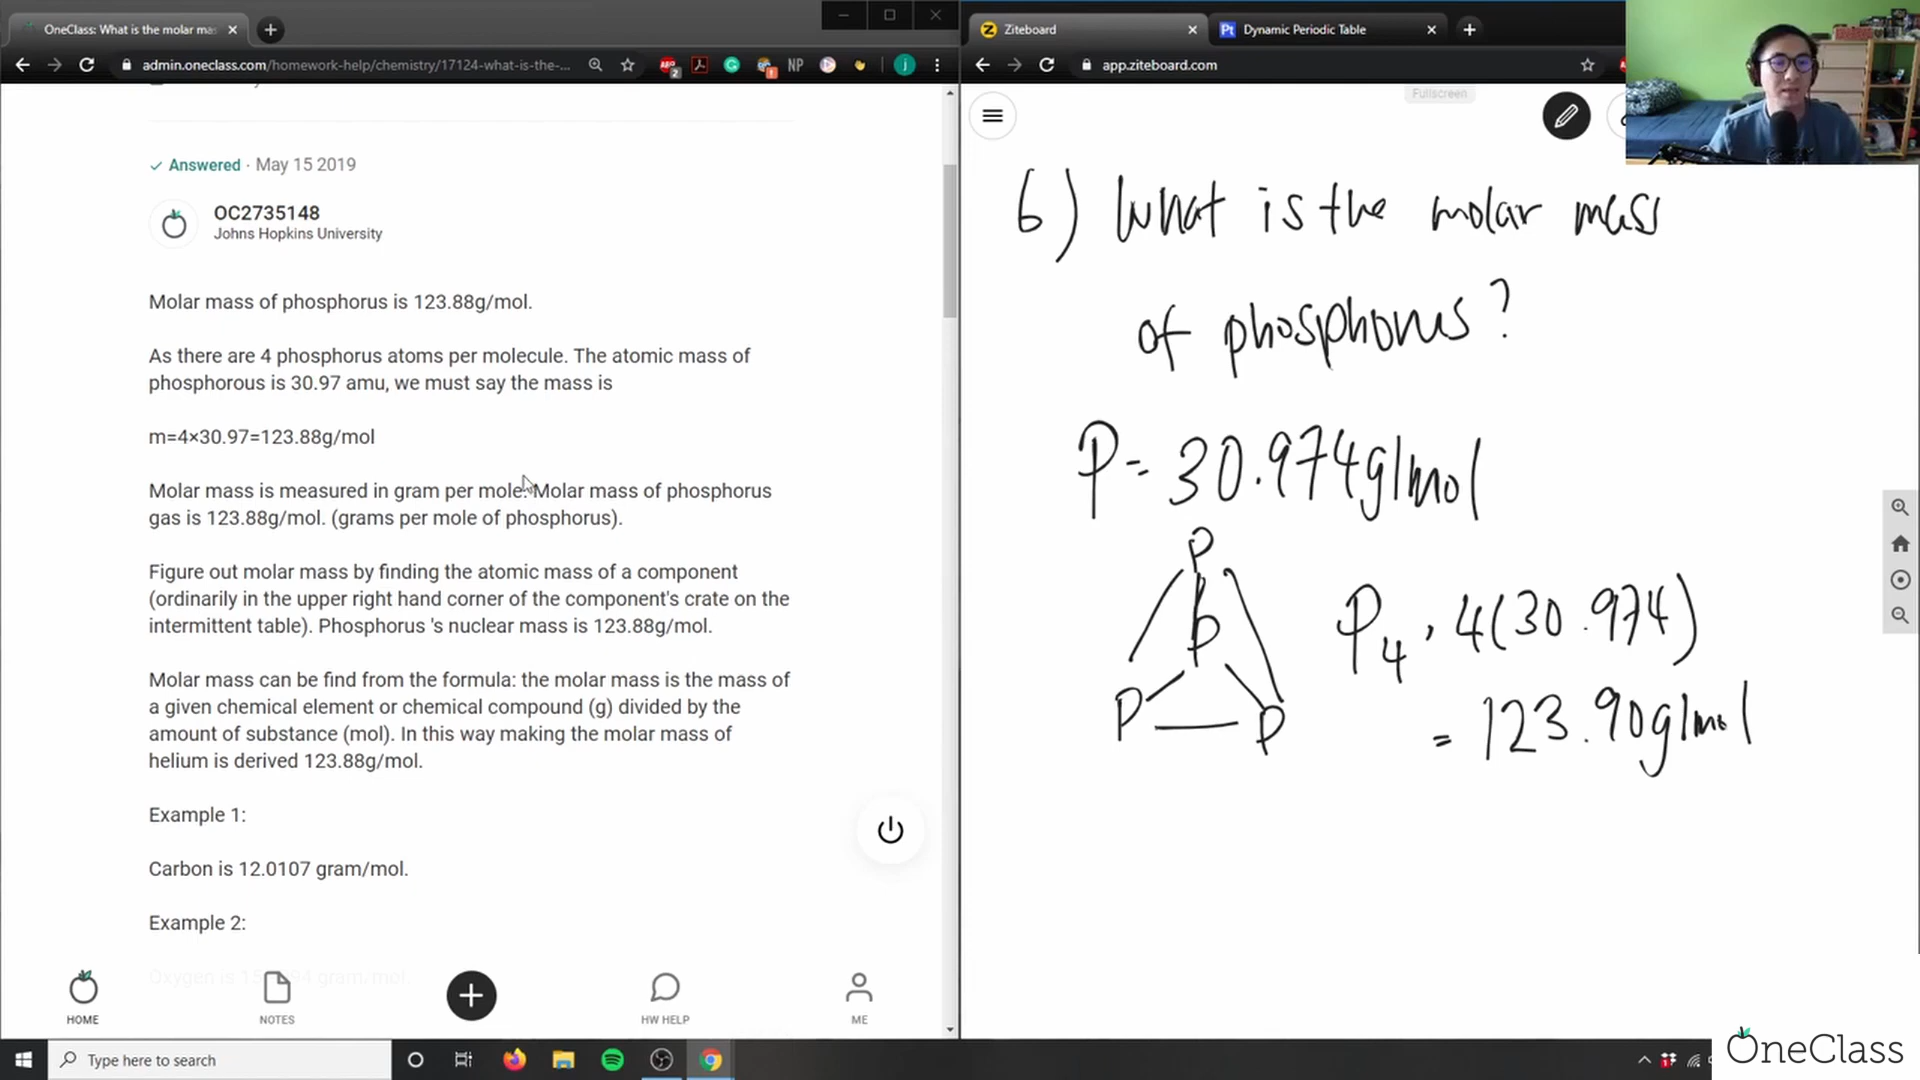 OneClass: What is the molar mas
admin.oneclass.com/homework-help/chemistry/17124-what-is-the-...
2
NP
j
Answered · May 15 2019
OC2735148
Johns Hopkins University
Molar mass of phosphorus is 123.88g/mol.
As there are 4 phosphorus atoms per molecule. The atomic mass of
phosphorous is 30.97 amu, we must say the mass is
m=4×30.97=123.88g/mol
Molar mass is measured in gram per mole. Molar mass of phosphorus
gas is 123.88g/mol. (grams per mole of phosphorus).
Figure out molar mass by finding the atomic mass of a component
(ordinarily in the upper right hand corner of the component's crate on the
intermittent table). Phosphorus 's nuclear mass is 123.88g/mol.
Molar mass can be find from the formula: the molar mass is the mass of
a given chemical element or chemical compound (g) divided by the
amount of substance (mol). In this way making the molar mass of
helium is derived 123.88g/mol.
Example 1:
Carbon is 12.0107 gram/mol.
Example 2:
HOME
NOTES
HW HELP
ME
Type here to search
Z Ziteboard
Pt Dynamic Periodic Table
app.ziteboard.com
Fullscreen
6) What is the molar mass
of phosphorus?
P= 30.974g/mol
P
P
P
P
P4, 4(30.974)
= 123.90g/mol
OneClass